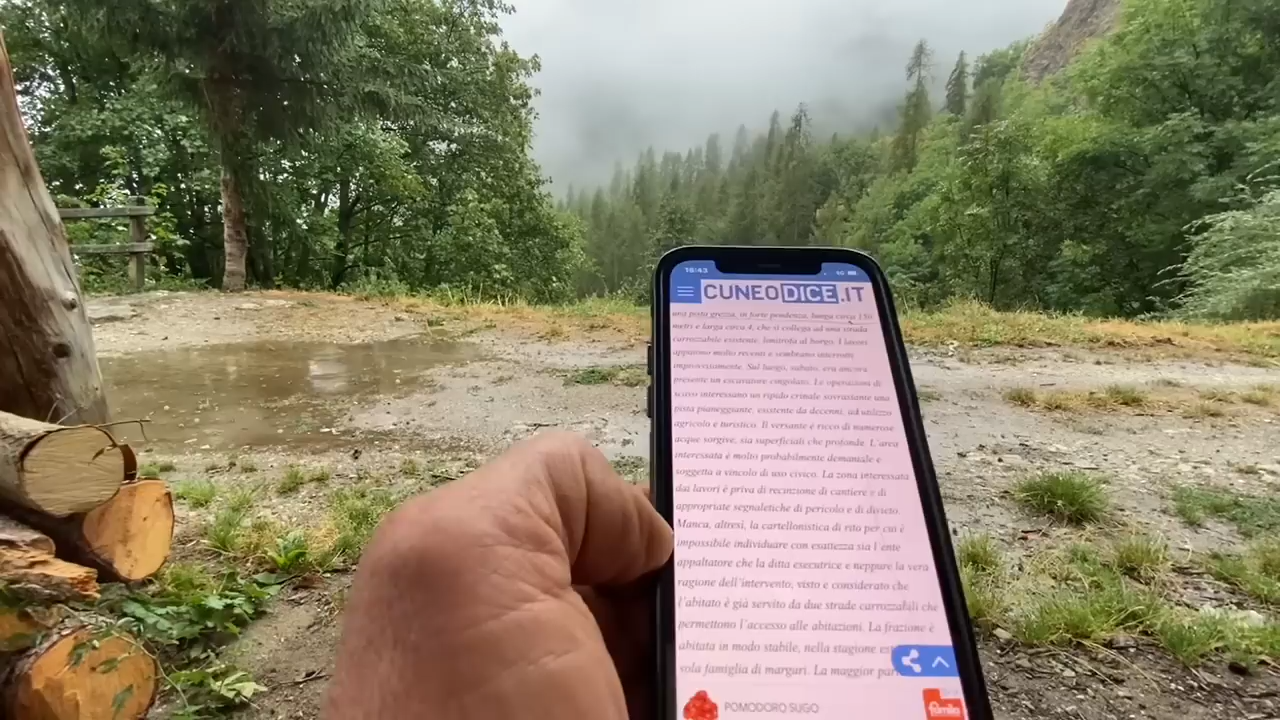 16:43
CUNEODICE.IT
una pista grezza, in forte pendenza, lunga circa 150
metri e larga circa 4, che si collega ad una strada
carrozzabile esistente, limitrofa al borgo. I lavori
appaiono molto recenti e sembrano interrotti
improvvisamente. Sul luogo, sabato, era ancora
presente un escavatore cingolato. Le operazioni di
scavo interessano un ripido crinale sovrastante una
pista pianeggiante, esistente da decenni, ad utilizzo
agricolo e turistico. Il versante è ricco di numerose
acque sorgive, sia superficiali che profonde. L'area
interessata è molto probabilmente demaniale e
soggetta a vincolo di uso civico. La zona interessata
dai lavori è priva di recinzione di cantiere e di
appropriate segnaletiche di pericolo e di divieto.
Manca, altresì, la cartellonistica di rito per cui è
impossibile individuare con esattezza sia l'ente
appaltatore che la ditta esecutrice e neppure la vera
ragione dell'intervento, visto e considerato che
l'abitato è già servito da due strade carrozzabili che
permettono l'accesso alle abitazioni. La frazione è
abitata in modo stabile, nella stagione est
sola famiglia di margari. La maggior par
POMODORO SUGO
famila